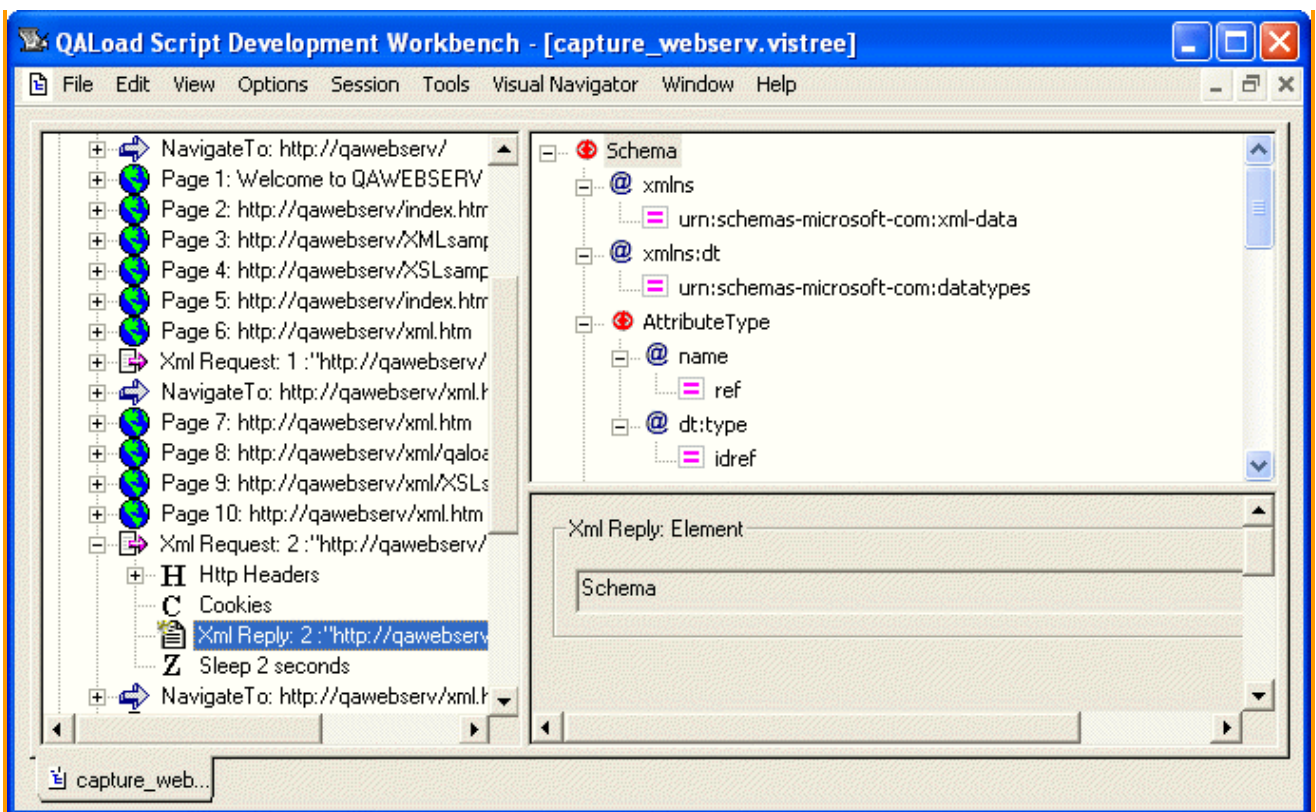 QALoad Script Development Workbench - [capture_webserv.vistree]
File Edit View Options Session Tools Visual Navigator Window Help
NavigateTo: http://qawebserv/
Page 1: Welcome to QAWEBSERV
Page 2: http://qawebserv/index.htm
Page 3: http://qawebserv/XMLsamp
Page 4: http://qawebserv/XSLsamp
Page 5: http://qawebserv/index.htm
Page 6: http://qawebserv/xml.htm
Xml Request: 1 :"http://qawebserv/
NavigateTo: http://qawebserv/xml.h
Page 7: http://qawebserv/xml.htm
Page 8: http://qawebserv/xml/qaloa
Page 9: http://qawebserv/xml/XSLs
Page 10: http://qawebserv/xml.htm
Xml Request: 2 :"http://qawebserv/
H Http Headers
C Cookies
Xml Reply: 2 :"http://qawebserv
Z Sleep 2 seconds
NavigateTo: http://qawebserv/xml.h
Schema
@ xmlns
= urn:schemas-microsoft-com:xml-data
@ xmlns:dt
= urn:schemas-microsoft-com:datatypes
AttributeType
@ name
= ref
@ dt:type
= idref
Xml Reply: Element
Schema
capture_web...